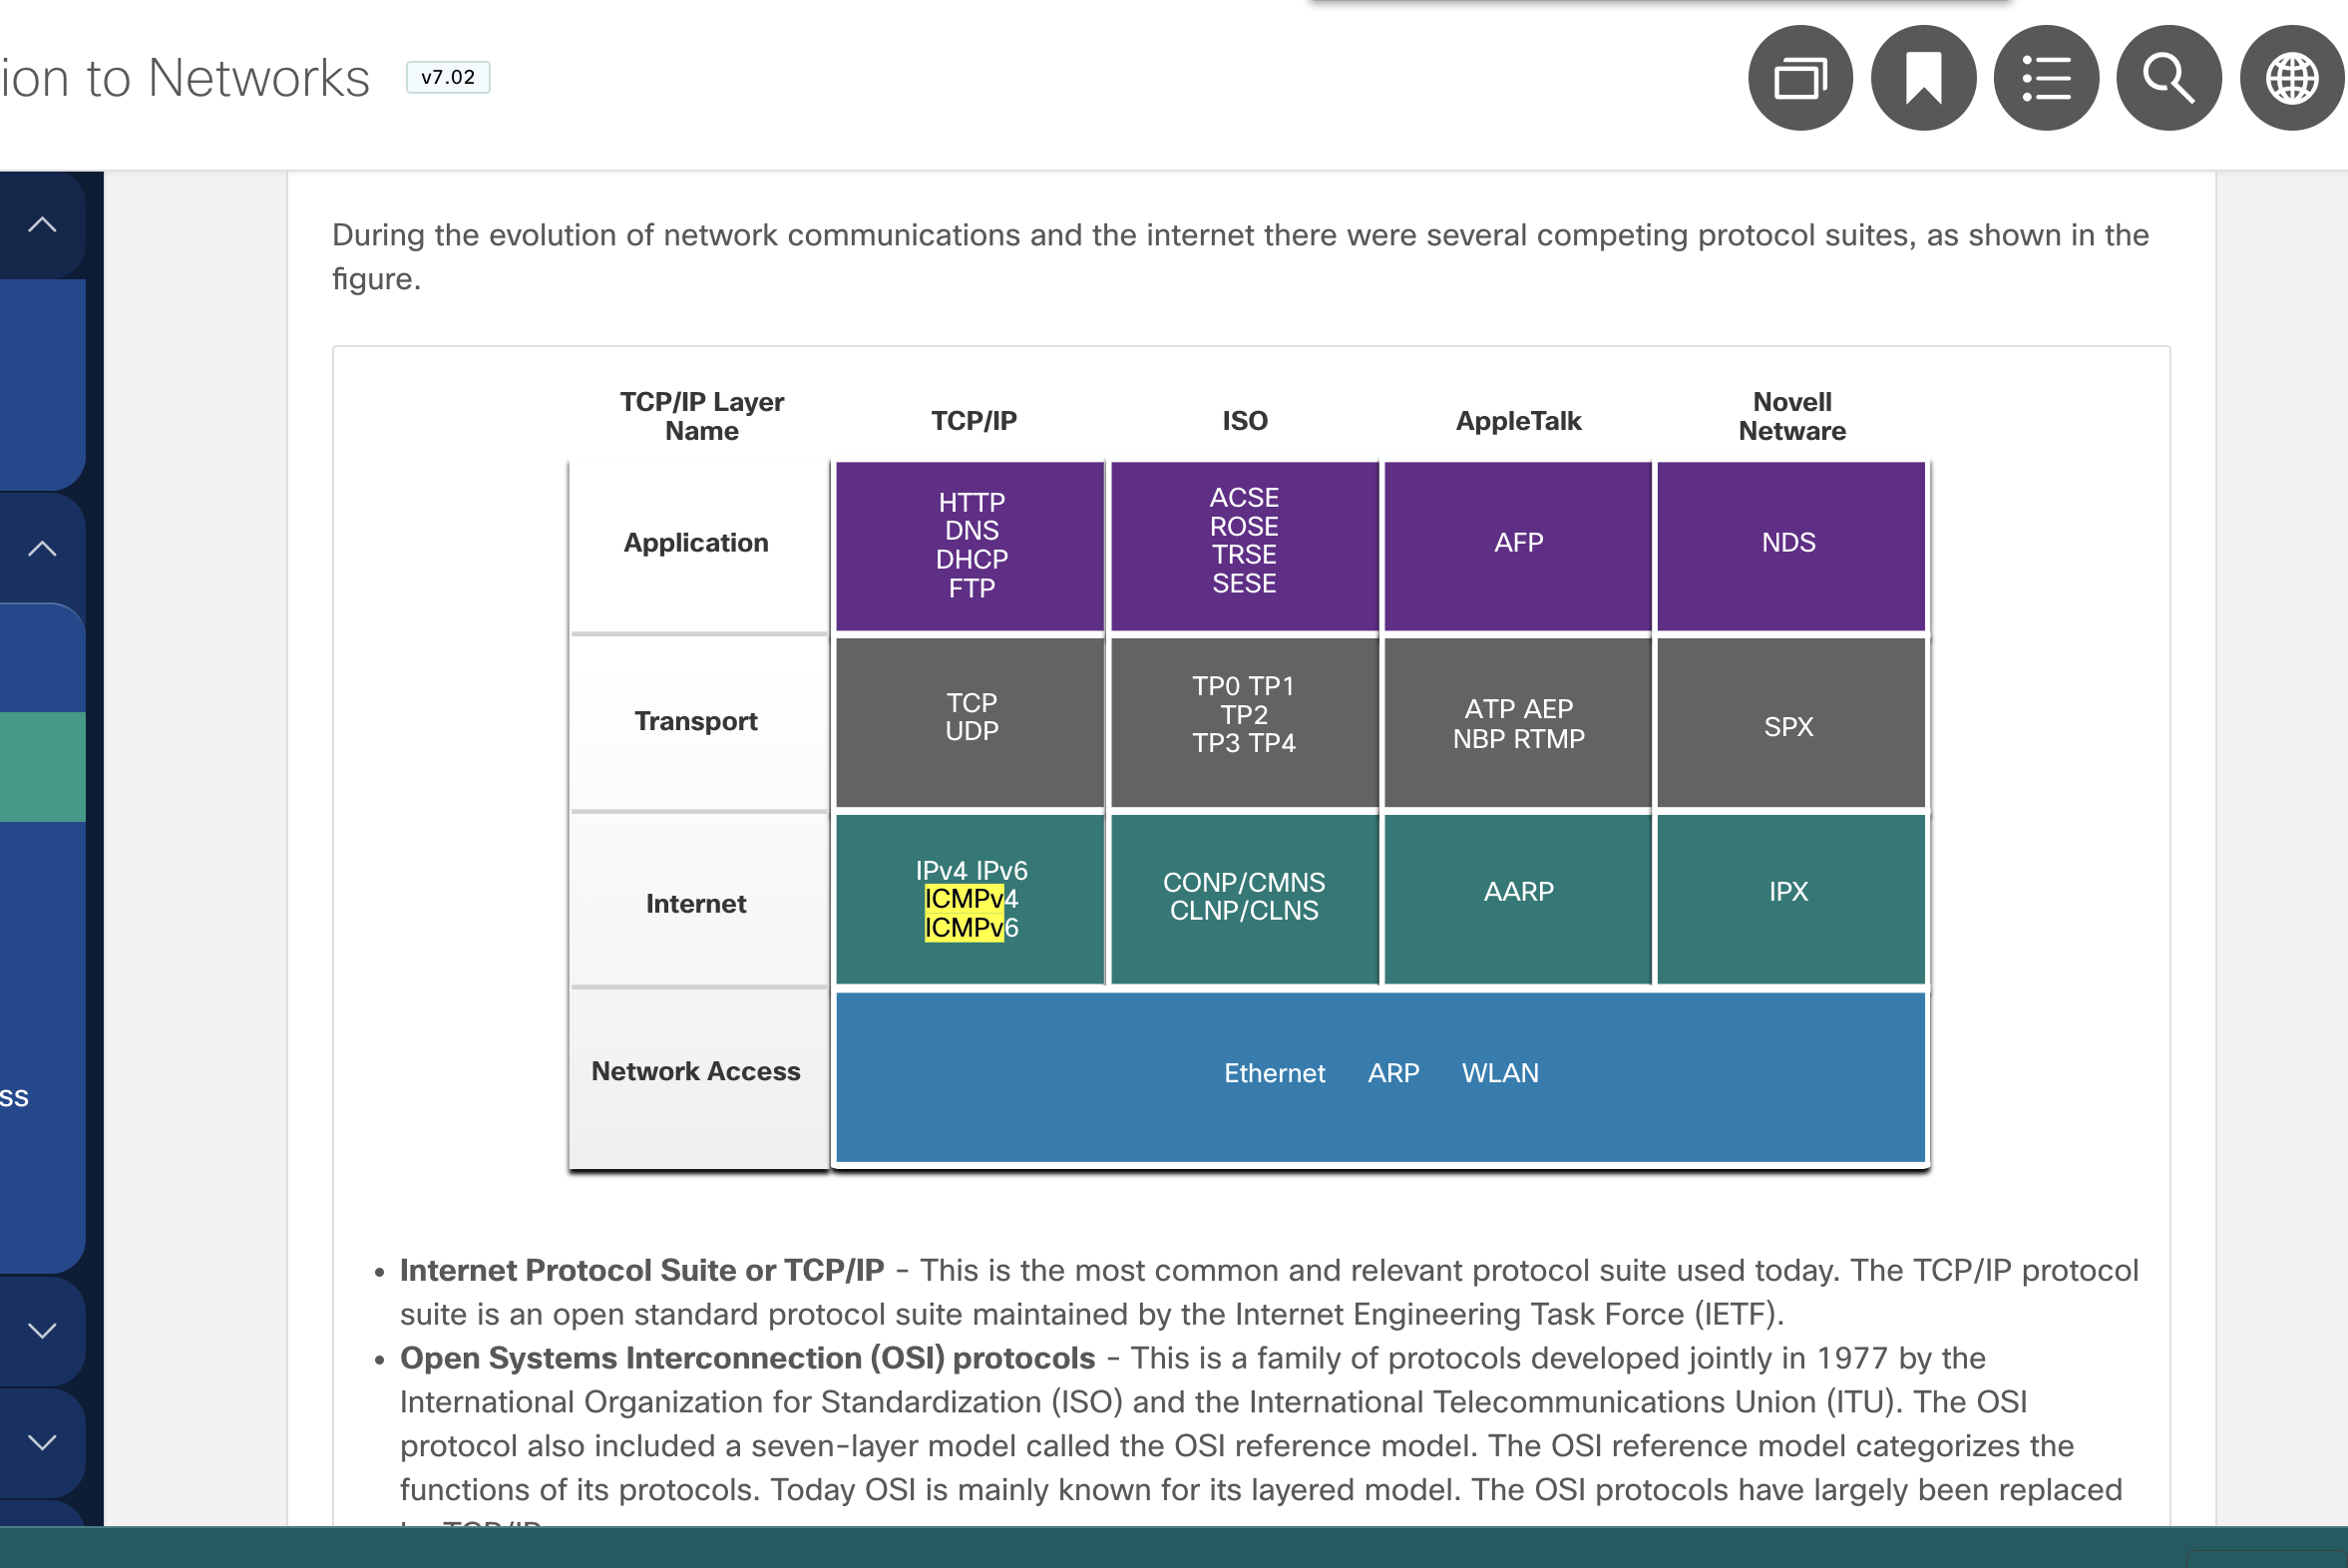 ion to Networks v7.02
During the evolution of network communications and the internet there were several competing protocol suites, as shown in the
figure.
TCP/IP Layer
Name
TCP/IP
ISO
AppleTalk
Novell
Netware
Application
HTTP
DNS
DHCP
FTP
ACSE
ROSE
TRSE
SESE
AFP
NDS
Transport
TCP
UDP
TP0 TP1
TP2
TP3 TP4
ATP AEP
NBP RTMP
SPX
Internet
IPv4 IPv6
ICMPv4
ICMPv6
CONP/CMNS
CLNP/CLNS
AARP
IPX
Network Access
Ethernet ARP WLAN
ss
• Internet Protocol Suite or TCP/IP - This is the most common and relevant protocol suite used today. The TCP/IP protocol
suite is an open standard protocol suite maintained by the Internet Engineering Task Force (IETF).
• Open Systems Interconnection (OSI) protocols - This is a family of protocols developed jointly in 1977 by the
International Organization for Standardization (ISO) and the International Telecommunications Union (ITU). The OSI
protocol also included a seven-layer model called the OSI reference model. The OSI reference model categorizes the
functions of its protocols. Today OSI is mainly known for its layered model. The OSI protocols have largely been replaced
by TCP/IP